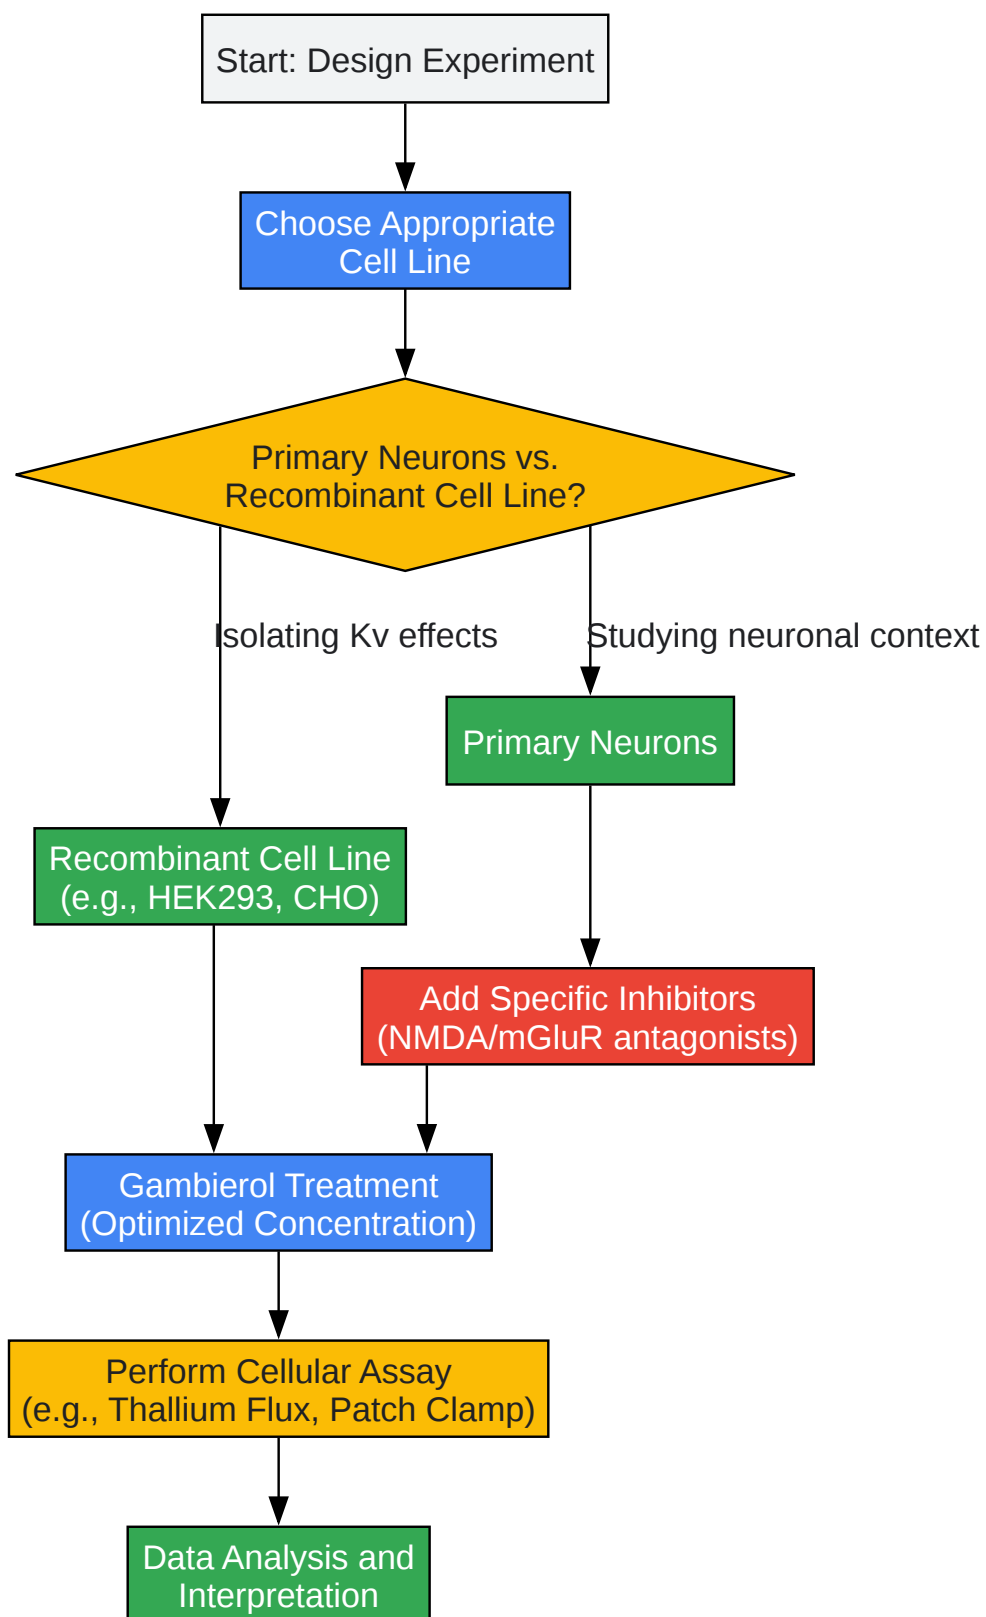 Start: Design Experiment
Choose Appropriate
Cell Line
Primary Neurons vs.
Recombinant Cell Line?
Isolating Kv effects
Studying neuronal context
Primary Neurons
Recombinant Cell Line
(e.g., HEK293, CHO)
Add Specific Inhibitors
(NMDA/mGluR antagonists)
Gambierol Treatment
(Optimized Concentration)
Perform Cellular Assay
(e.g., Thallium Flux, Patch Clamp)
Data Analysis and
Interpretation